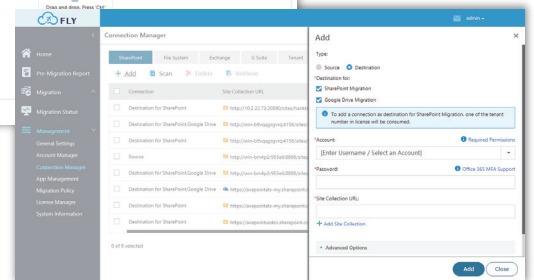 Drag and drop. Press 'Ctrl'
FLY
admin
Home
Pre-Migration Report
Migration
Migration Status
Management
General Settings
Account Manager
Connection Manager
App Management
Migration Policy
License Manager
System Information
Connection Manager
SharePoint File System Exchange G Suite Tenant
+ Add Scan Delete Retrieve
Connection Site Collection URL
Destination for SharePoint
Destination for SharePoint,Google Drive
Destination for SharePoint
Source
Destination for SharePoint,Google Drive
Destination for SharePoint,Google Drive
Destination for SharePoint
Destination for SharePoint
0 of 8 selected
Add
Type:
Source Destination
*Destination for:
SharePoint Migration
Google Drive Migration
To add a connection as destination for SharePoint Migration, one of the tenant
number in license will be consumed.
*Account: Required Permissions
[Enter Username / Select an Account]
*Password: Office 365 MFA Support
*Site Collection URL:
+ Add Site Collection
Advanced Options
Add Close